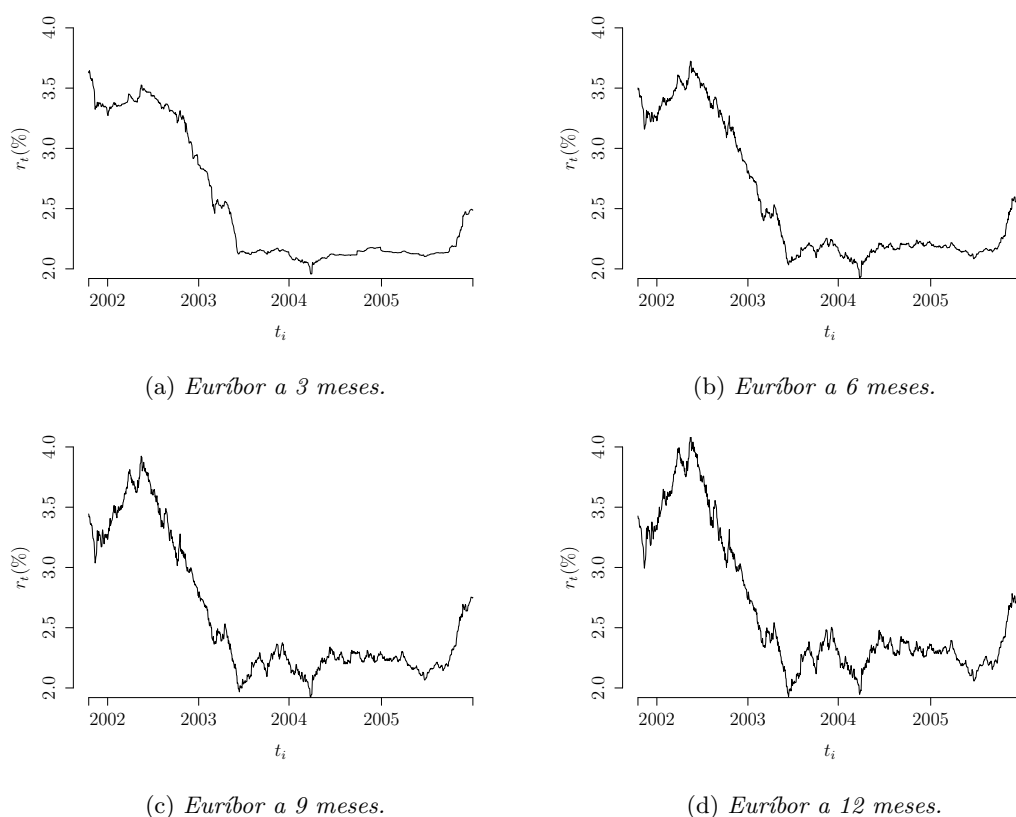 4.0
3.5
3.0
2.5
2.0
r_t(%)
2002 2003 2004 2005
t_i
(a) Euríbor a 3 meses.
4.0
3.5
3.0
2.5
2.0
r_t(%)
2002 2003 2004 2005
t_i
(b) Euríbor a 6 meses.
4.0
3.5
3.0
2.5
2.0
r_t(%)
2002 2003 2004 2005
t_i
(c) Euríbor a 9 meses.
4.0
3.5
3.0
2.5
2.0
r_t(%)
2002 2003 2004 2005
t_i
(d) Euríbor a 12 meses.